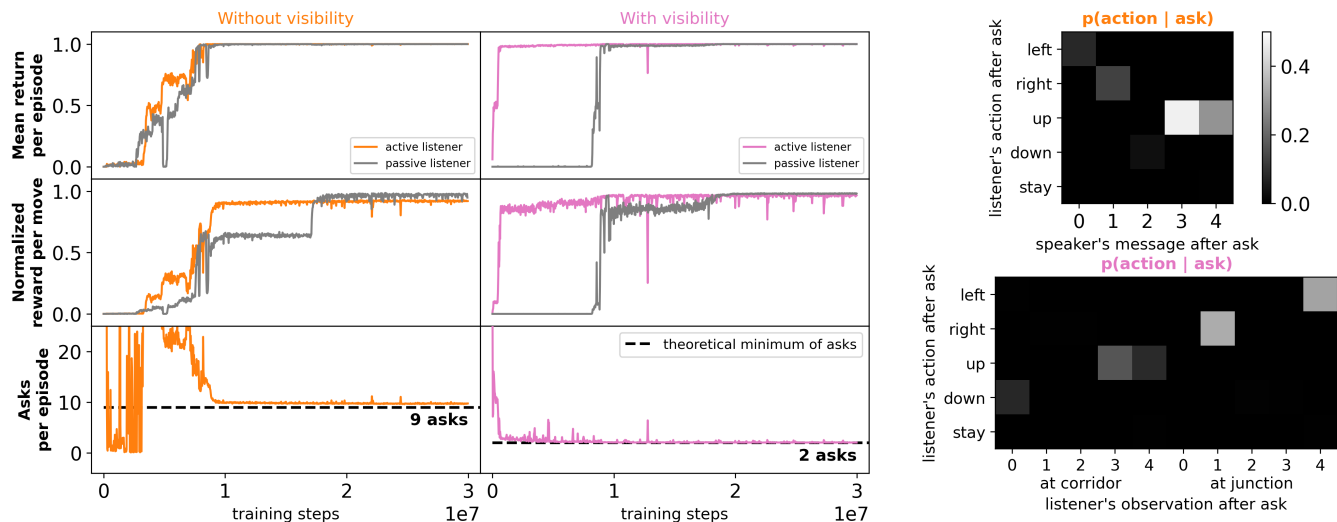 Without visibility
With visibility
Mean return
per episode
1.0
0.5
0.0
active listener
passive listener
active listener
passive listener
Normalized
reward per move
1.0
0.5
0.0
Asks
per episode
20
10
0
9 asks
theoretical minimum of asks
2 asks
0 1 2 3
training steps
1e7
0 1 2 3
training steps
1e7
p(action | ask)
listener's action after ask
left
right
up
down
stay
0 1 2 3 4
speaker's message after ask
0.4
0.2
0.0
p(action | ask)
listener's action after ask
left
right
up
down
stay
0 1 2 3 4 0 1 2 3 4
at corridor at junction
listener's observation after ask